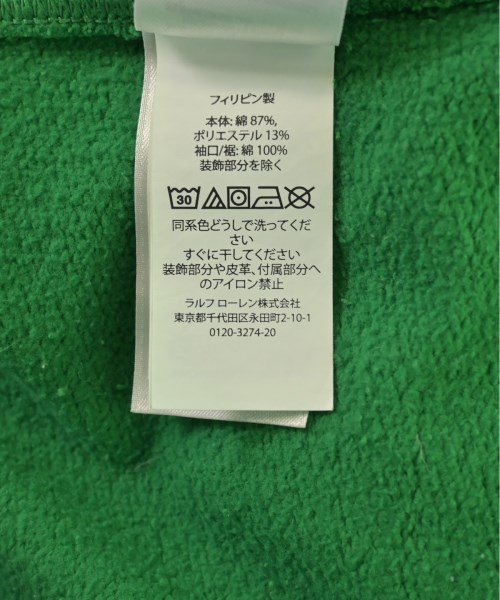 フィリピン製
本体: 綿 87%,
ポリエステル 13%
袖口/裾: 綿 100%
装飾部分を除く
30
同系色どうしで洗ってくだ
さい
すぐに干してください
装飾部分や皮革、付属部分へ
のアイロン禁止
ラルフ ローレン株式会社
東京都千代田区永田町2-10-1
0120-3274-20